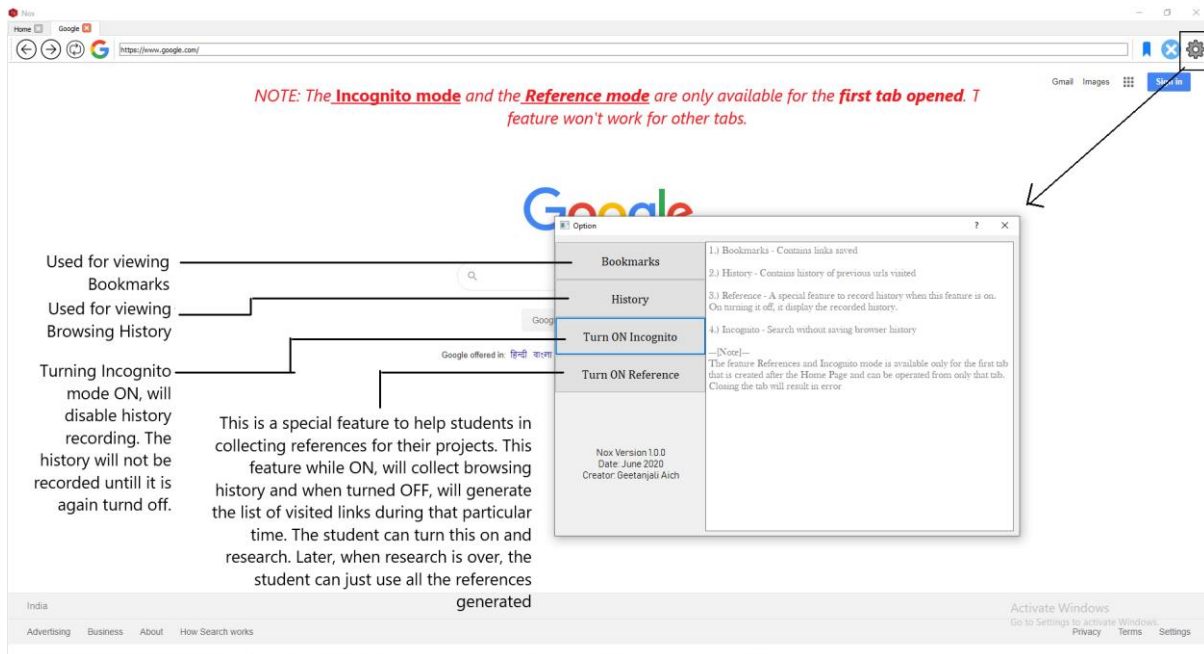 Nox
Home
Google
https://www.google.com/
Gmail Images
Sign in
NOTE: The Incognito mode and the Reference mode are only available for the first tab opened. T
feature won't work for other tabs.
Google
Option
? X
Used for viewing
Bookmarks
Used for viewing
Browsing History
Turning Incognito
mode ON, will
disable history
recording. The
history will not be
recorded untill it is
again turnd off.
This is a special feature to help students in
collecting references for their projects. This
feature while ON, will collect browsing
history and when turned OFF, will generate
the list of visited links during that particular
time. The student can turn this on and
research. Later, when research is over, the
student can just use all the references
generated
Goog
Google offered in: हिन्दी বাংলা
Bookmarks
History
Turn ON Incognito
Turn ON Reference
Nox Version 1.0.0
Date: June 2020
Creator: Geetanjali Aich
1.) Bookmarks - Contains links saved
2.) History - Contains history of previous urls visited
3.) Reference - A special feature to record history when this feature is on.
On turning it off, it display the recorded history.
4.) Incognito - Search without saving browser history
---[Note]---
The feature References and Incognito mode is available only for the first tab
that is created after the Home Page and can be operated from only that tab.
Closing the tab will result in error
India
Activate Windows
Go to Settings to activate Windows.
Advertising Business About How Search works
Privacy Terms Settings